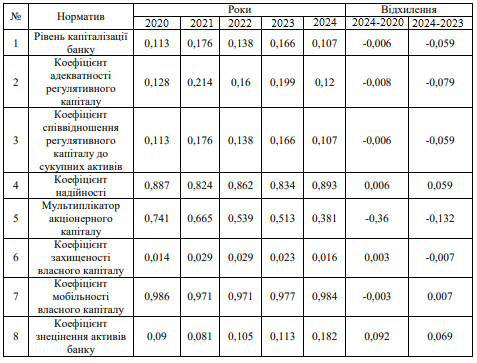 № Норматив Роки Відхилення
2020 2021 2022 2023 2024 2024-2020 2024-2023
1 Рівень капіталізації банку 0,113 0,176 0,138 0,166 0,107 -0,006 -0,059
2 Коефіцієнт адекватності регулятивного капіталу 0,128 0,214 0,16 0,199 0,12 -0,008 -0,079
3 Коефіцієнт співвідношення регулятивного капіталу до сукупних активів 0,113 0,176 0,138 0,166 0,107 -0,006 -0,059
4 Коефіцієнт надійності 0,887 0,824 0,862 0,834 0,893 0,006 0,059
5 Мультиплікатор акціонерного капіталу 0,741 0,665 0,539 0,513 0,381 -0,36 -0,132
6 Коефіцієнт захищеності власного капіталу 0,014 0,029 0,029 0,023 0,016 0,003 -0,007
7 Коефіцієнт мобільності власного капіталу 0,986 0,971 0,971 0,977 0,984 -0,003 0,007
8 Коефіцієнт знецінення активів банку 0,09 0,081 0,105 0,113 0,182 0,092 0,069